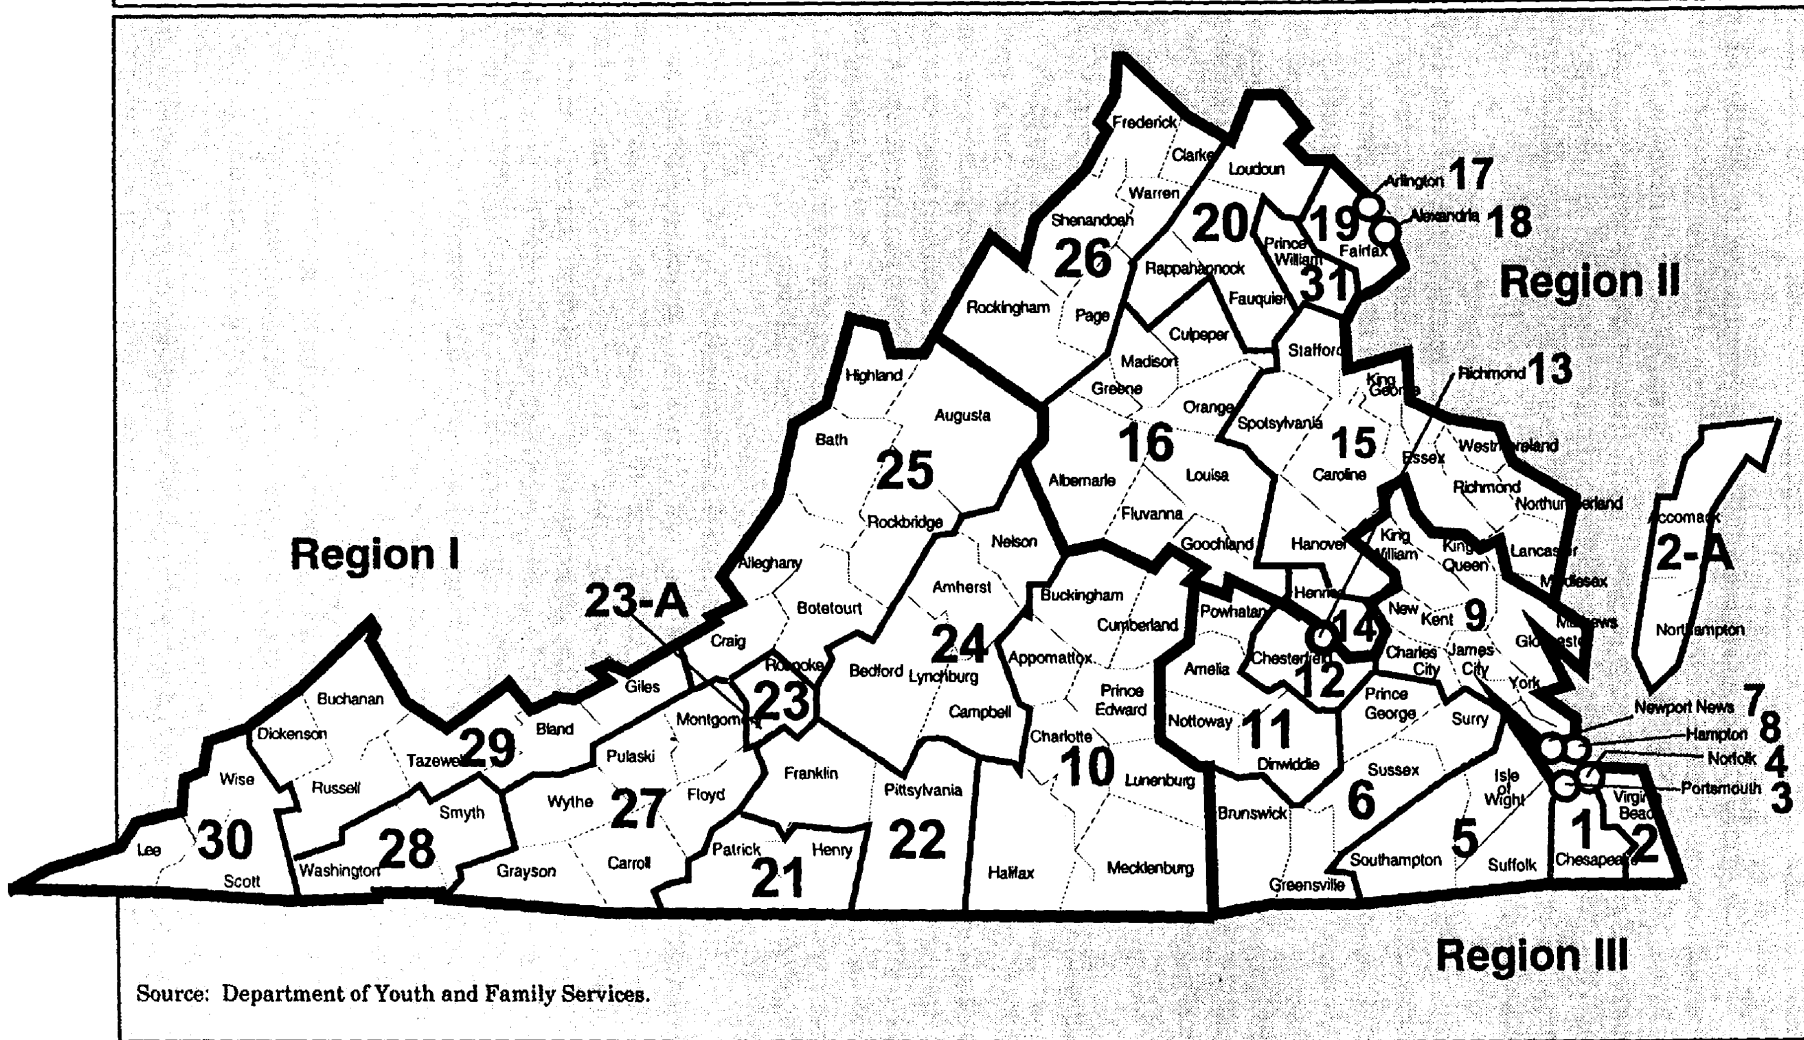 Frederick
Clarke
Loudoun
Warren
Arlington 17
Shenandoah
20
19
Alexandria 18
Prince
William
Fairfax
26
Rappahannock
31
Region II
Rockingham
Page
Fauquier
Culpeper
Stafford
Madison
Highland
Greene
King
George
Richmond 13
Augusta
Orange
Spotsylvania
Bath
16
15
Westmoreland
Essex
25
Albemarle
Louisa
Caroline
Richmond
Northumberland
Rockbridge
Fluvanna
Accomack
Nelson
Goochland
Hanover
King
William
King
Queen
Lancaster
2-A
Region I
Alleghany
Middlesex
23-A
Amherst
Buckingham
Botetourt
Powhatan
New
Kent
9
Mathews
Cumberland
14
Northampton
Craig
24
Gloucester
Roanoke
Bedford
Lynchburg
Appomattox
Amelia
Chesterfield
12
Charles
City
James
City
Giles
23
Prince
Edward
Prince
George
York
Buchanan
Campbell
Nottoway
11
Surry
Newport News 7
Dickenson
Bland
Charlotte
Hampton 8
Tazewell
29
Pulaski
10
Dinwiddie
Norfolk 4
Wise
Russell
Franklin
Lunenburg
Sussex
Isle
of
Wight
Portsmouth 3
Pittsylvania
Wythe
27
Floyd
6
Virginia
Beach
Smyth
Brunswick
30
Lee
28
Patrick
Henry
22
5
1
2
Washington
Grayson
Carroll
21
Halifax
Mecklenburg
Southampton
Suffolk
Chesapeake
Scott
Greensville
Region III
Source: Department of Youth and Family Services.